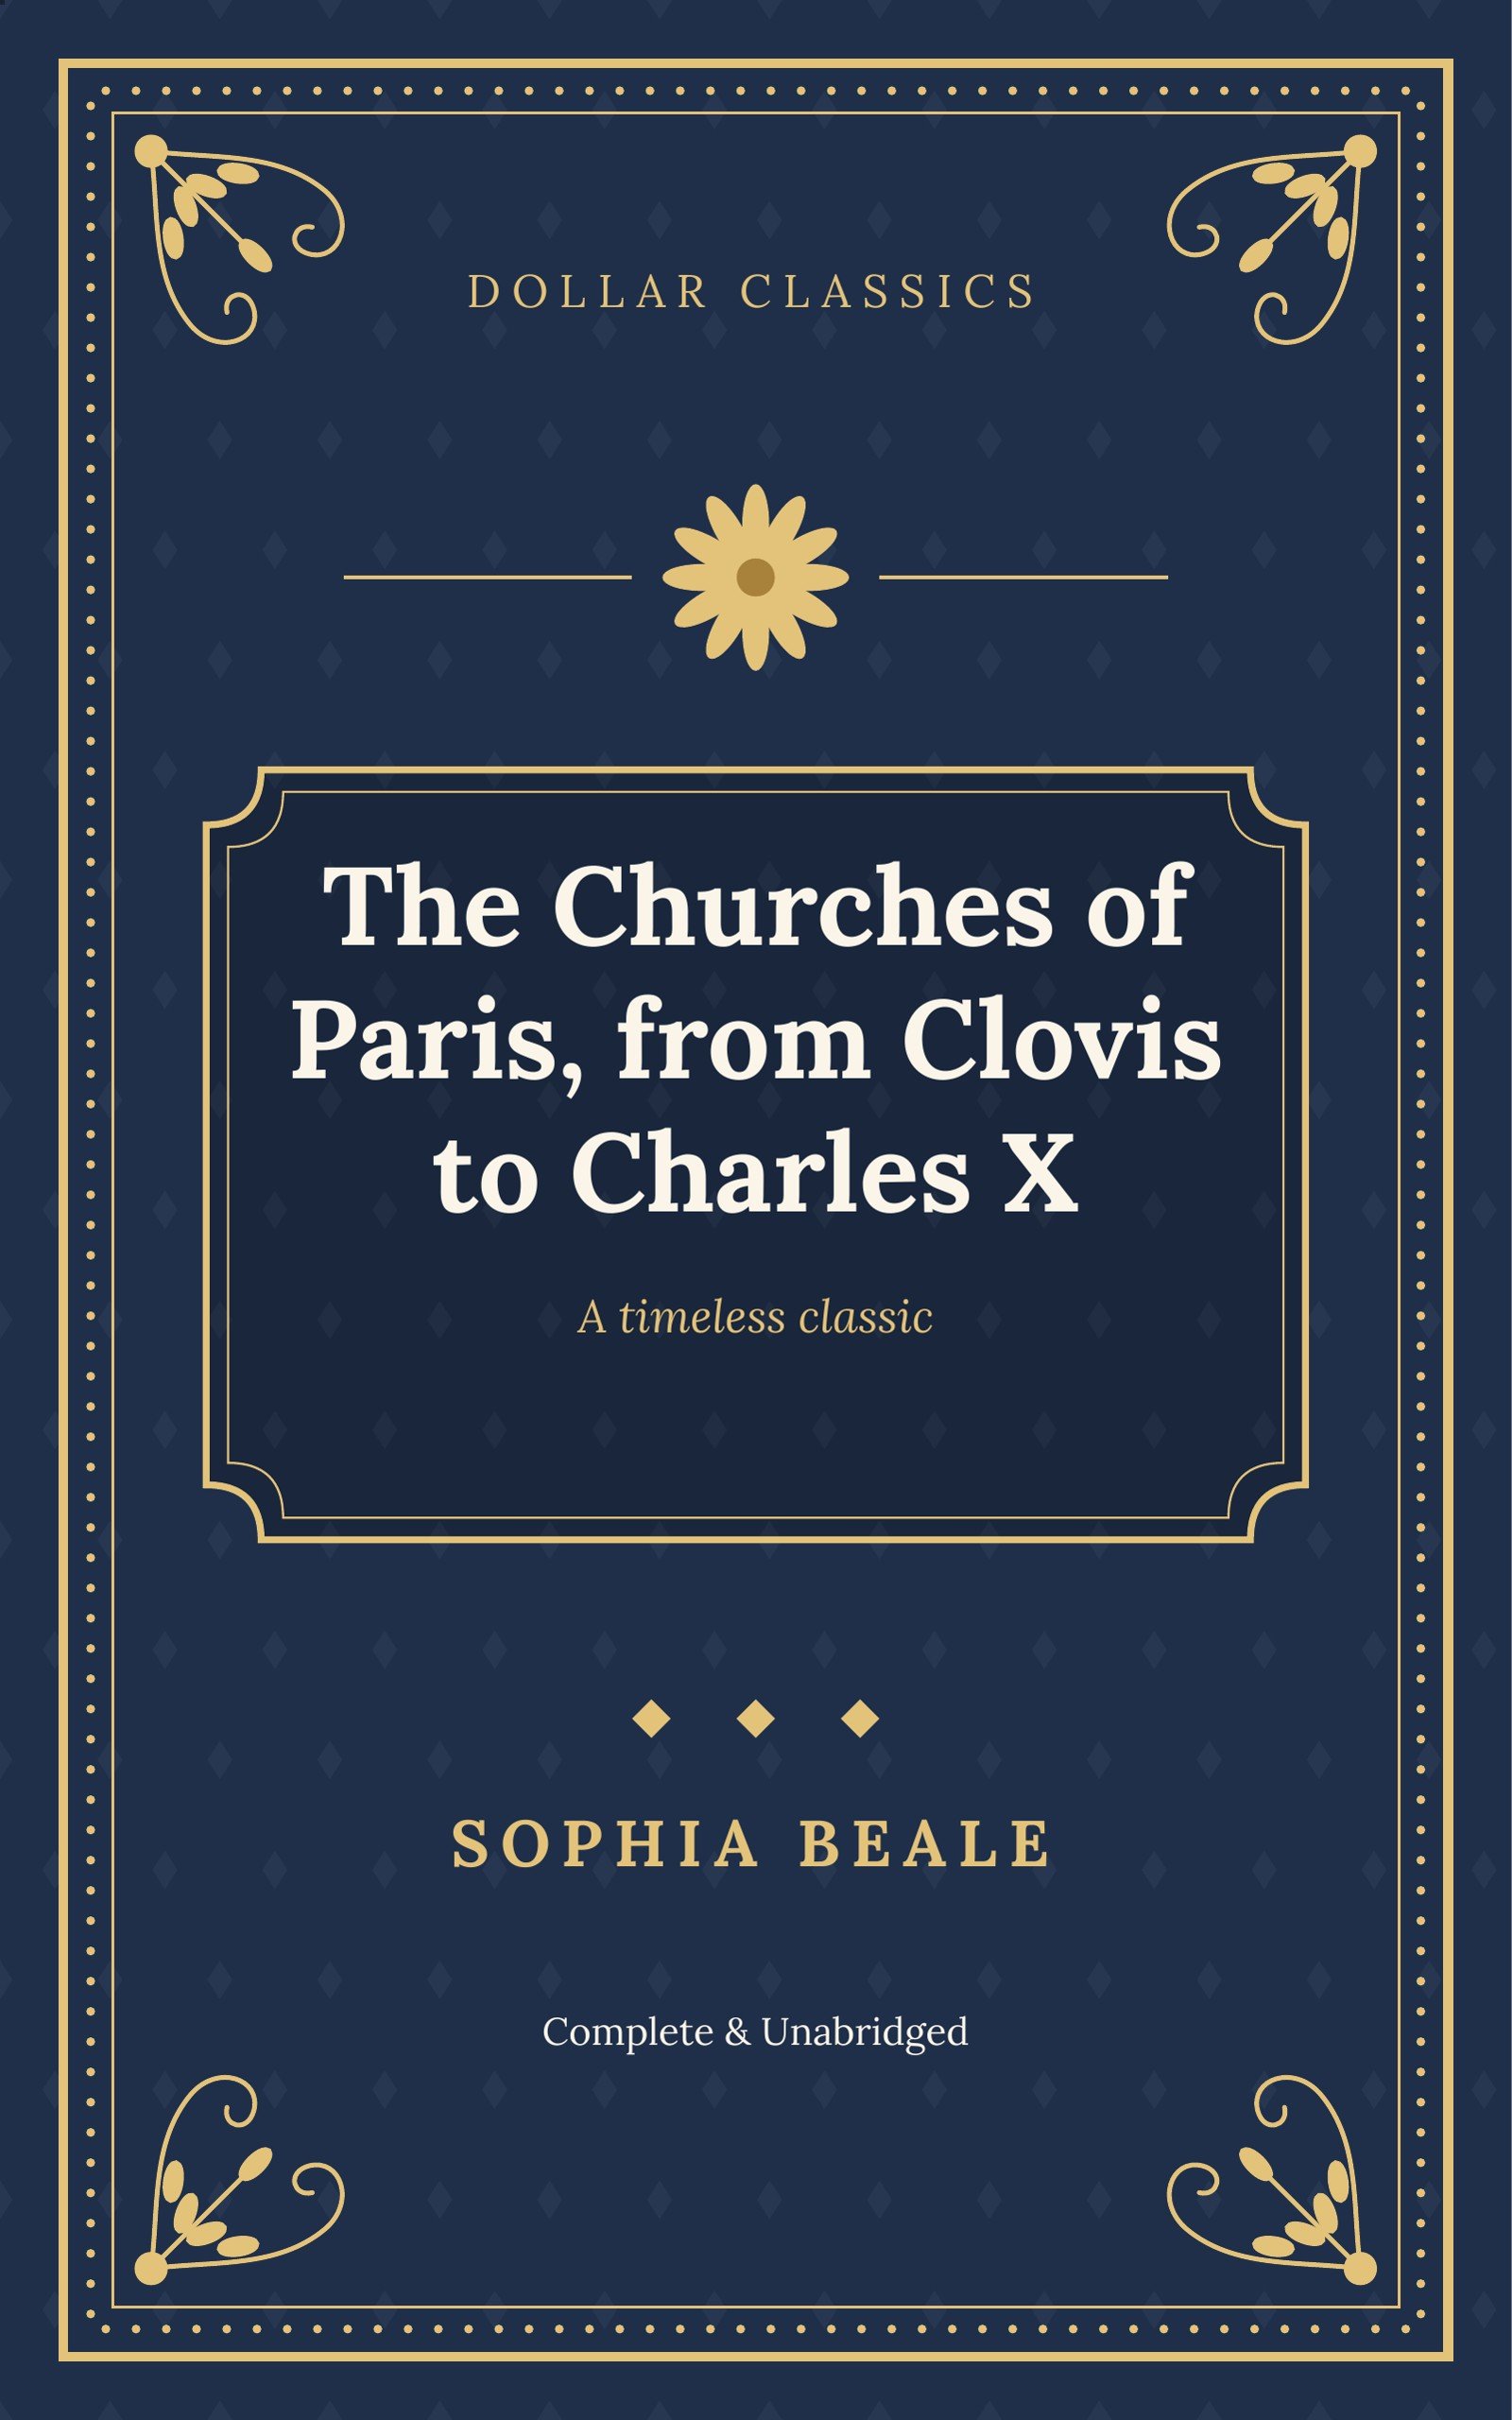 DOLLAR CLASSICS
The Churches of
Paris, from Clovis
to Charles X
A timeless classic
SOPHIA BEALE
Complete & Unabridged